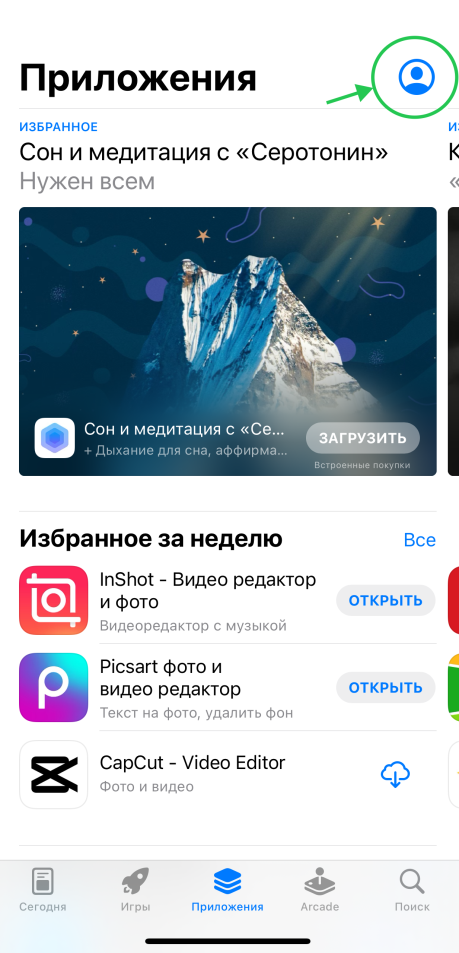 Приложения
ИЗБРАННОЕ
Сон и медитация с «Серотонин»
Нужен всем
Сон и медитация с «Се...
+ Дыхание для сна, аффирма...
ЗАГРУЗИТЬ
Встроенные покупки
Избранное за неделю
Все
InShot - Видео редактор
и фото
Видеоредактор с музыкой
ОТКРЫТЬ
Picsart фото и
видео редактор
Текст на фото, удалить фон
ОТКРЫТЬ
CapCut - Video Editor
Фото и видео
Сегодня
Игры
Приложения
Arcade
Поиск